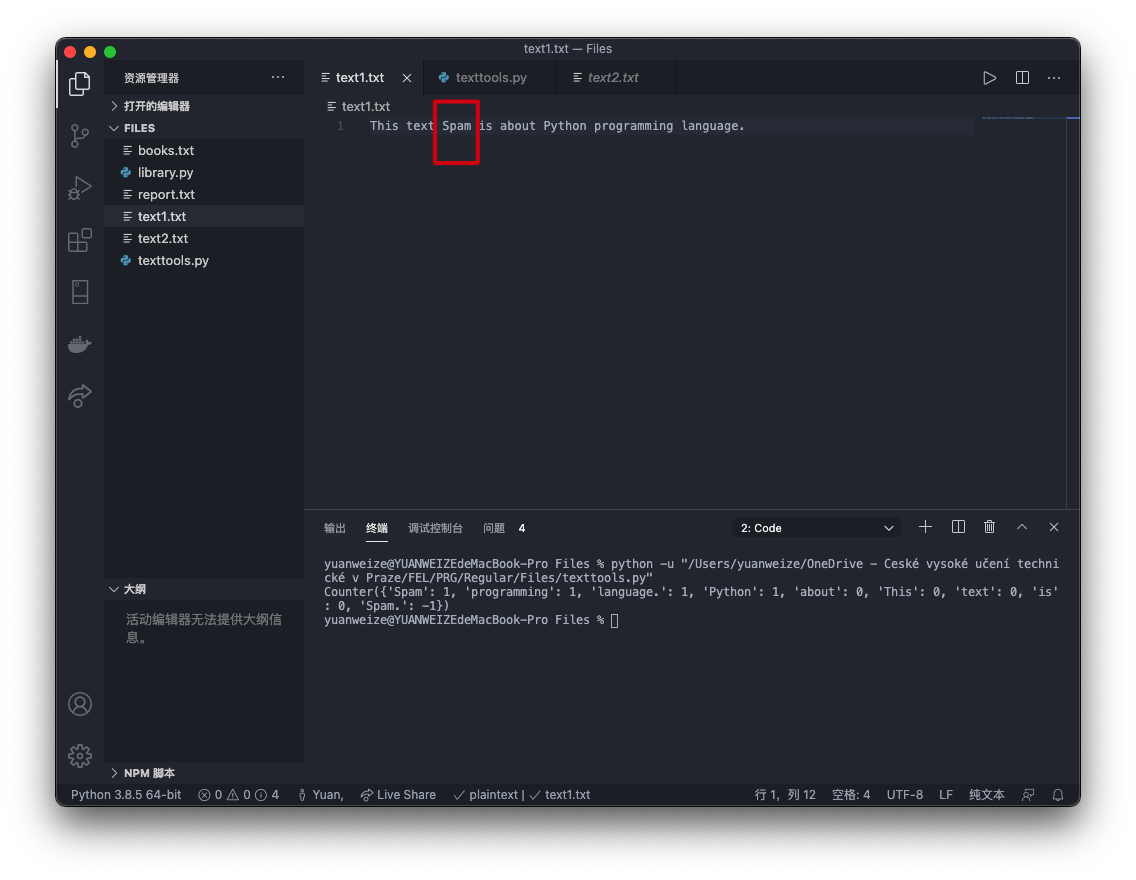 text1.txt — Files
资源管理器 ···
text1.txt
texttools.py
text2.txt
···
打开的编辑器
FILES
books.txt
library.py
report.txt
text1.txt
text2.txt
texttools.py
text1.txt
1 This text Spam is about Python programming language.
输出 终端 调试控制台 问题 4
2: Code
yuanweize@YUANWEIZEdeMacBook-Pro Files % python -u "/Users/yuanweize/OneDrive - České vysoké učení techni
cké v Praze/FEL/PRG/Regular/Files/texttools.py"
Counter({'Spam': 1, 'programming': 1, 'language.': 1, 'Python': 1, 'about': 0, 'This': 0, 'text': 0, 'is'
: 0, 'Spam.': -1})
yuanweize@YUANWEIZEdeMacBook-Pro Files %
大纲
活动编辑器无法提供大纲信
息。
NPM 脚本
Python 3.8.5 64-bit 0 0 4 Yuan, Live Share plaintext | text1.txt 行 1，列 12 空格: 4 UTF-8 LF 纯文本